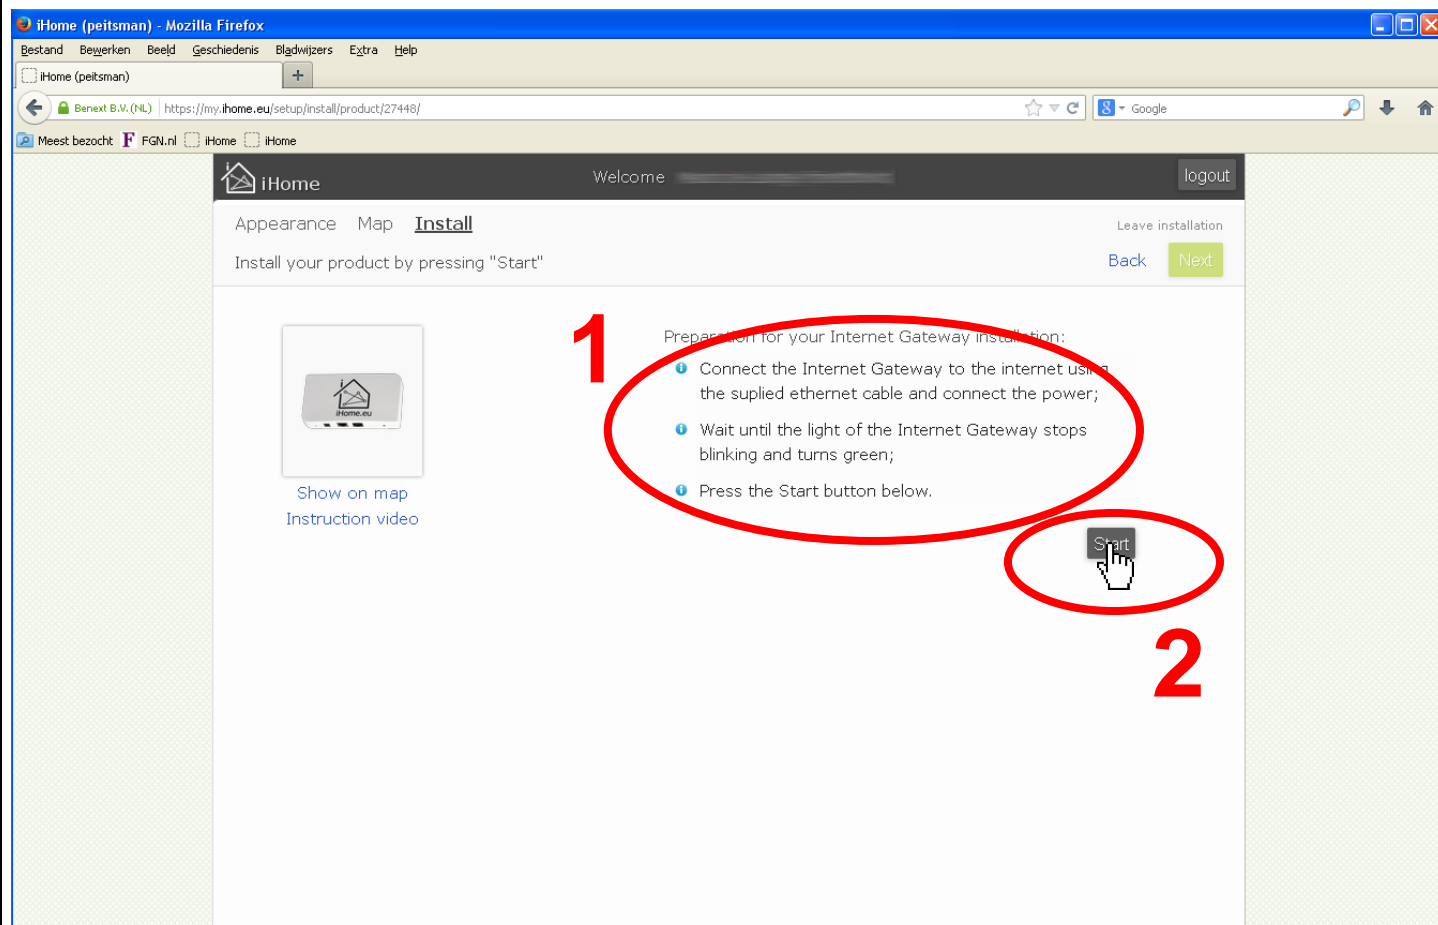 iHome (peitsman) - Mozilla Firefox
Bestand Bewerken Beeld Geschiedenis Bladwijzers Extra Help
iHome (peitsman) +
Benext B.V. (NL) https://my.ihome.eu/setup/install/product/27448/ 8 Google
Meest bezocht F FGN.nl iHome iHome
iHome Welcome logout
Appearance Map Install Leave installation
Install your product by pressing "Start" Back Next
1
Preparation for your Internet Gateway installation:
Connect the Internet Gateway to the internet using
the suplied ethernet cable and connect the power;
Wait until the light of the Internet Gateway stops
blinking and turns green;
Press the Start button below.
iHome.eu
Show on map
Instruction video
Start
2